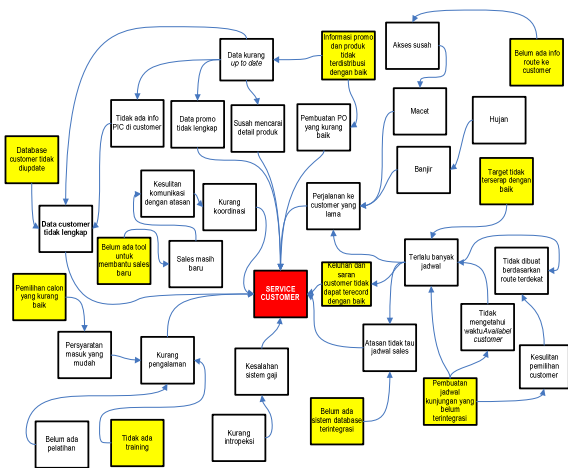 Data kurang
up to date
Informasi promo
dan produk
tidak
terdistribusi
dengan baik
Akses susah
Belum ada info
route ke
customer
Tidak ada info
PIC di customer
Data promo
tidak lengkap
Susah mencarai
detail produk
Pembuatan PO
yang kurang
baik
Macet
Hujan
Database
customer tidak
diupdate
Banjir
Target tidak
terserap dengan
baik
Kesulitan
komunikasi
dengan atasan
Kurang
koordinasi
Perjalanan ke
customer yang
lama
Data customer
tidak lengkap
Belum ada tool
untuk
membantu sales
baru
Sales masih
baru
Terlalu banyak
jadwal
Tidak dibuat
berdasarkan
route terdekat
Pemilihan calon
yang kurang
baik
SERVICE
CUSTOMER
Keluhan dan
saran
customer tidak
dapat terecord
dengan baik
Tidak
mengetahui
waktuAvailabel
customer
Persyaratan
masuk yang
mudah
Kurang
pengalaman
Kesalahan
sistem gaji
Atasan tidak tau
jadwal sales
Kesulitan
pemilihan
customer
Belum ada
pelatihan
Tidak ada
training
Kurang
intropeksi
Belum ada
sistem database
terintegrasi
Pembuatan
jadwal
kunjungan yang
belum
terintegrasi